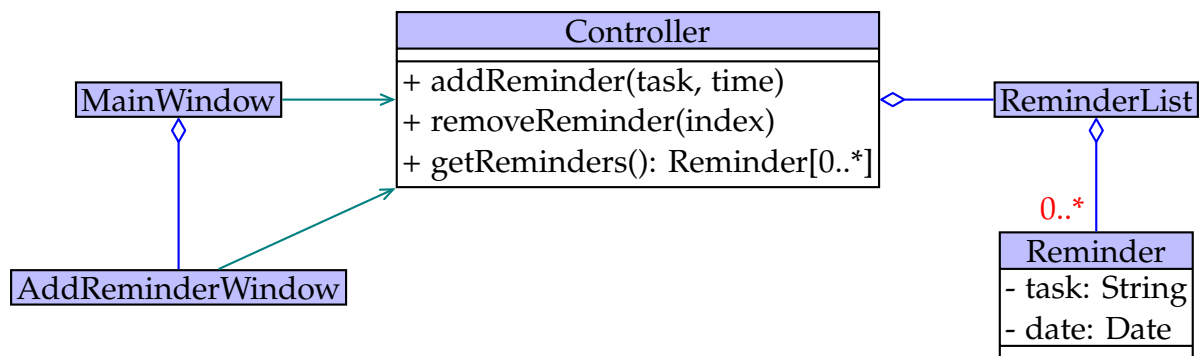 Controller
+ addReminder(task, time)
+ removeReminder(index)
+ getReminders(): Reminder[0..*]
MainWindow
ReminderList
0..*
AddReminderWindow
Reminder
- task: String
- date: Date